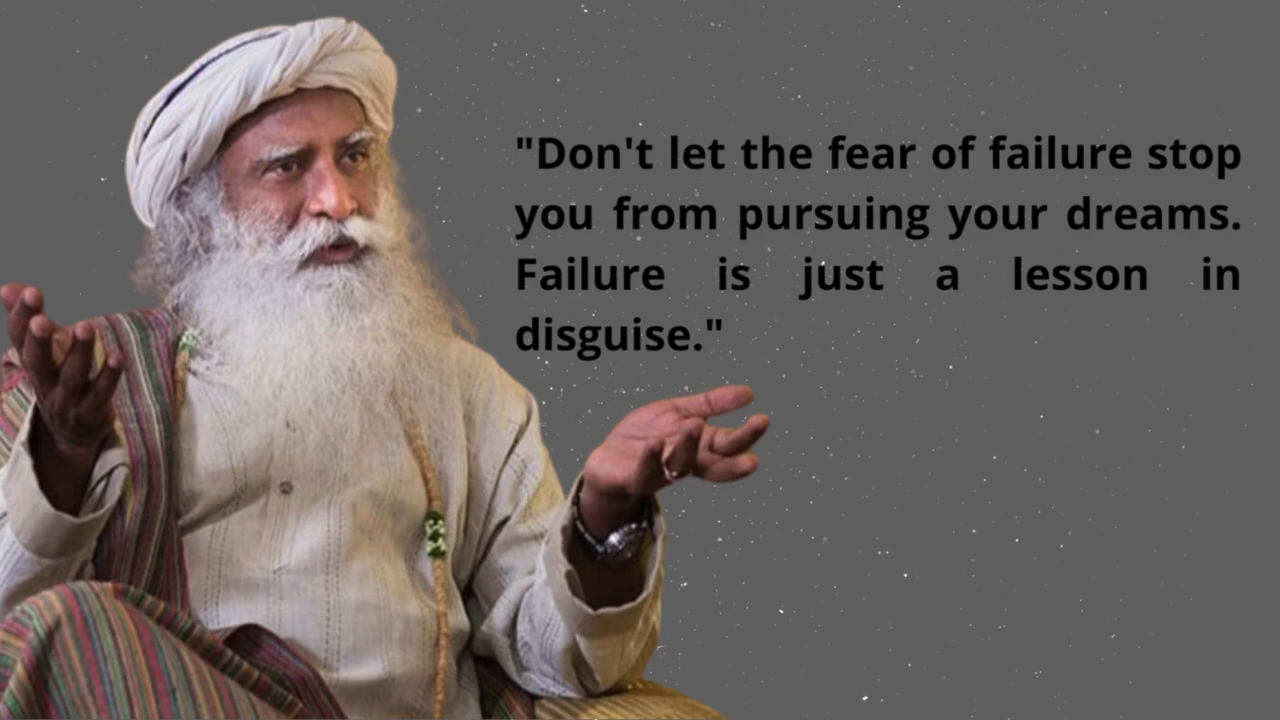 "Don't let the fear of failure stop
you from pursuing your dreams.
Failure is just a lesson in
disguise."